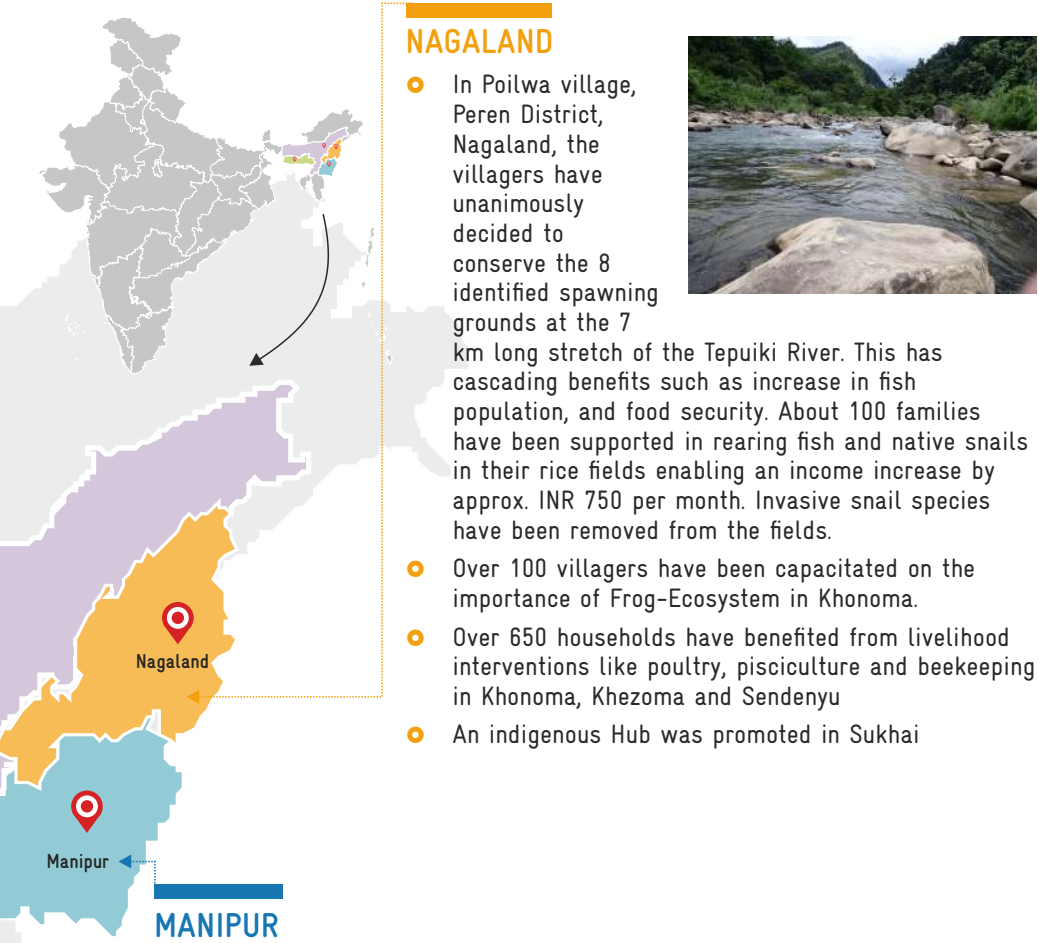 NAGALAND
In Poilwa village,
Peren District,
Nagaland, the
villagers have
unanimously
decided to
conserve the 8
identified spawning
grounds at the 7
km long stretch of the Tepuiki River. This has
cascading benefits such as increase in fish
population, and food security. About 100 families
have been supported in rearing fish and native snails
in their rice fields enabling an income increase by
approx. INR 750 per month. Invasive snail species
have been removed from the fields.
Over 100 villagers have been capacitated on the
importance of Frog-Ecosystem in Khonoma.
Over 650 households have benefited from livelihood
interventions like poultry, pisciculture and beekeeping
in Khonoma, Khezoma and Sendenyu
An indigenous Hub was promoted in Sukhai
Nagaland
Manipur
MANIPUR